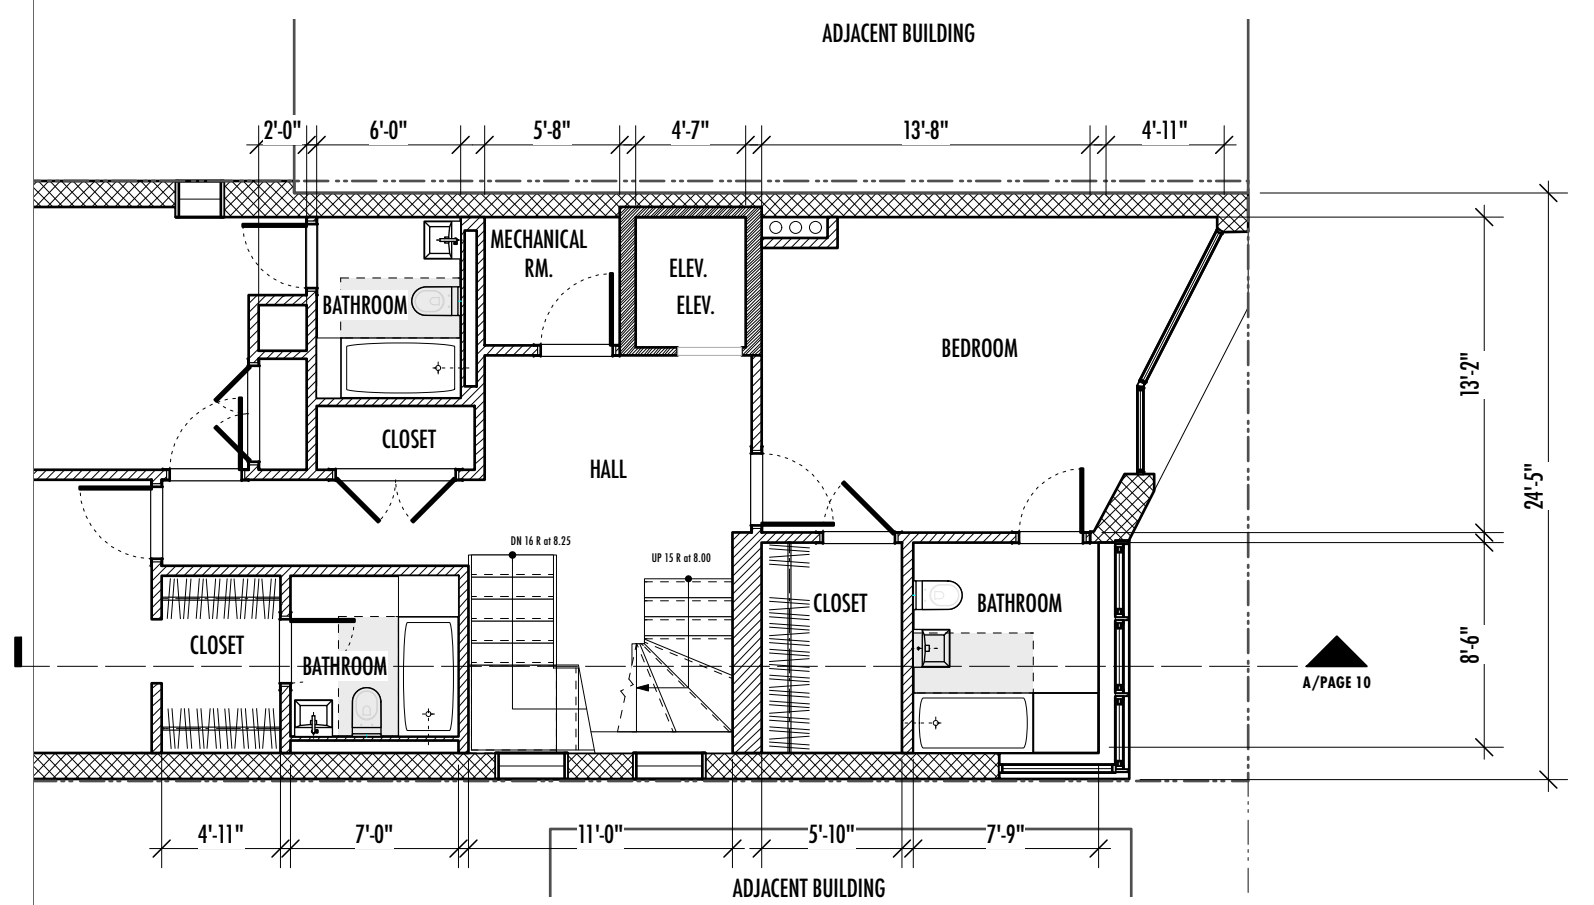 ADJACENT BUILDING
2'-0"
6'-0"
5'-8"
4'-7"
13'-8"
4'-11"
MECHANICAL
RM.
ELEV.
ELEV.
BATHROOM
BEDROOM
13'-2"
CLOSET
HALL
24'-5"
DN 16 R at 8.25
UP 15 R at 8.00
CLOSET
BATHROOM
CLOSET
BATHROOM
8'-6"
A/PAGE 10
4'-11"
7'-0"
11'-0"
5'-10"
7'-9"
ADJACENT BUILDING